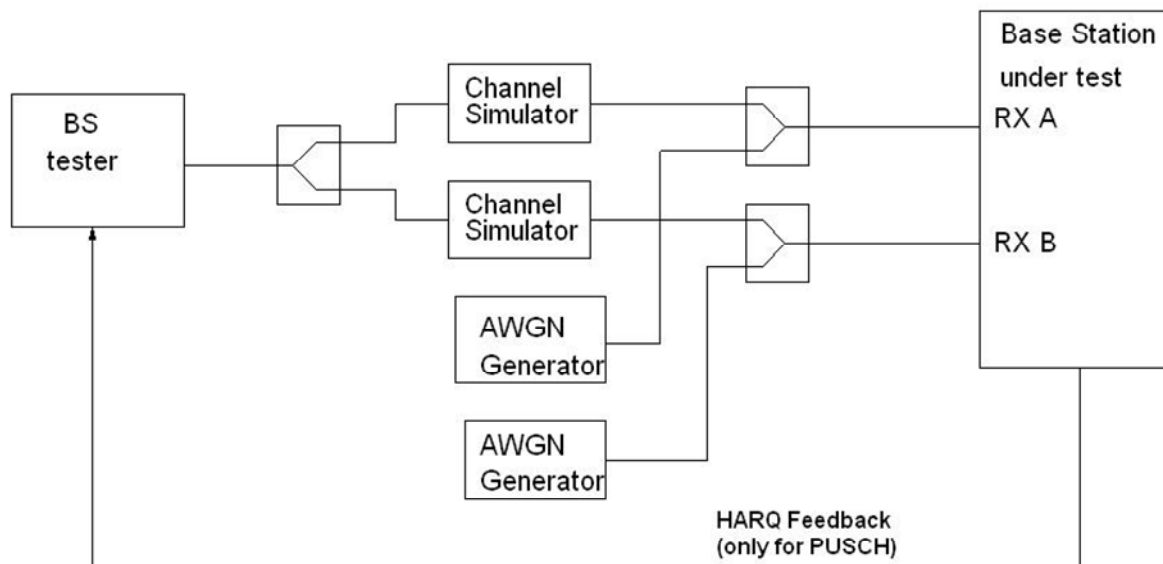 BS
tester
Channel
Simulator
Channel
Simulator
AWGN
Generator
AWGN
Generator
Base Station
under test
RX A
RX B
HARQ Feedback
(only for PUSCH)